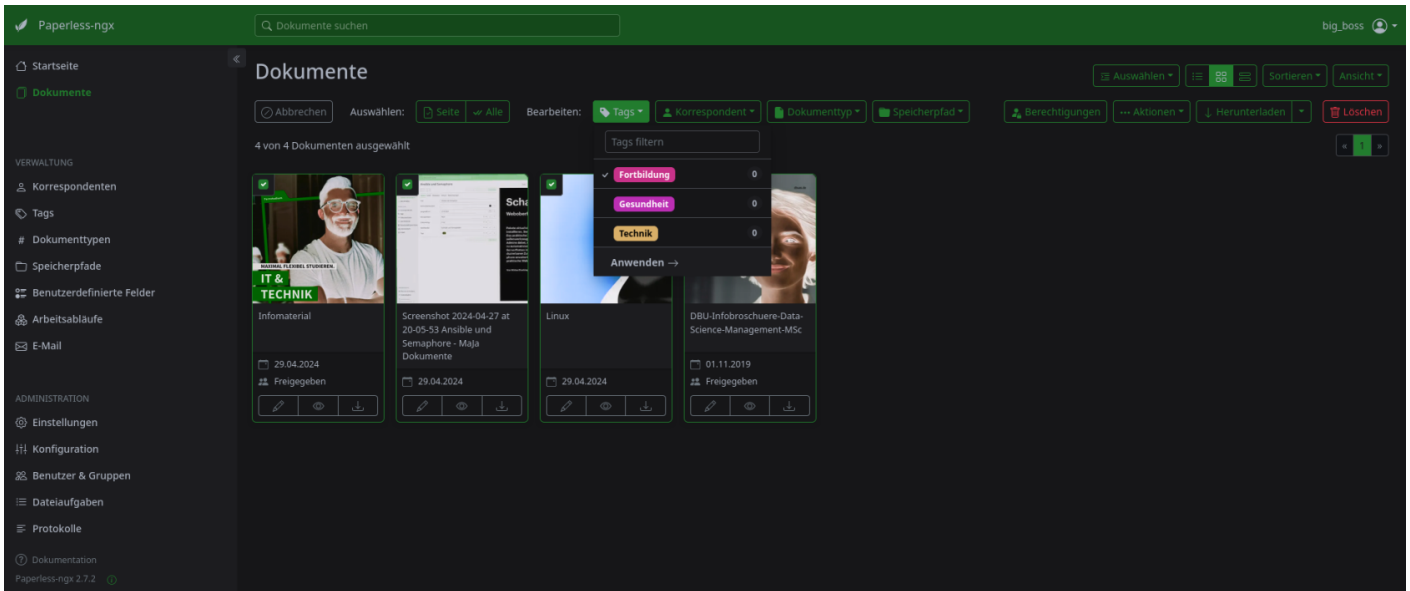 Paperless-ngx
Dokumente suchen
big_boss
Startseite
Dokumente
VERWALTUNG
Korrespondenten
Tags
Dokumenttypen
Speicherpfade
Benutzerdefinierte Felder
Arbeitsabläufe
E-Mail
ADMINISTRATION
Einstellungen
Konfiguration
Benutzer & Gruppen
Dateiaufgaben
Protokolle
Dokumentation
Paperless-ngx 2.7.2
Dokumente
Auswählen
Sortieren
Ansicht
Abbrechen
Auswählen:
Seite
Alle
Bearbeiten:
Tags
Korrespondent
Dokumenttyp
Speicherpfad
Berechtigungen
Aktionen
Herunterladen
Löschen
4 von 4 Dokumenten ausgewählt
« 1 »
Tags filtern
Fortbildung 0
Gesundheit 0
Technik 0
Anwenden
MAXIMAL FLEXIBEL STUDIEREN.
IT &
TECHNIK
Infomaterial
29.04.2024
Freigegeben
Scha
Screenshot 2024-04-27 at
20-05-53 Ansible und
Semaphore - MaJa
Dokumente
29.04.2024
Linux
29.04.2024
DBU-Infobroschuere-Data-
Science-Management-MSc
01.11.2019
Freigegeben